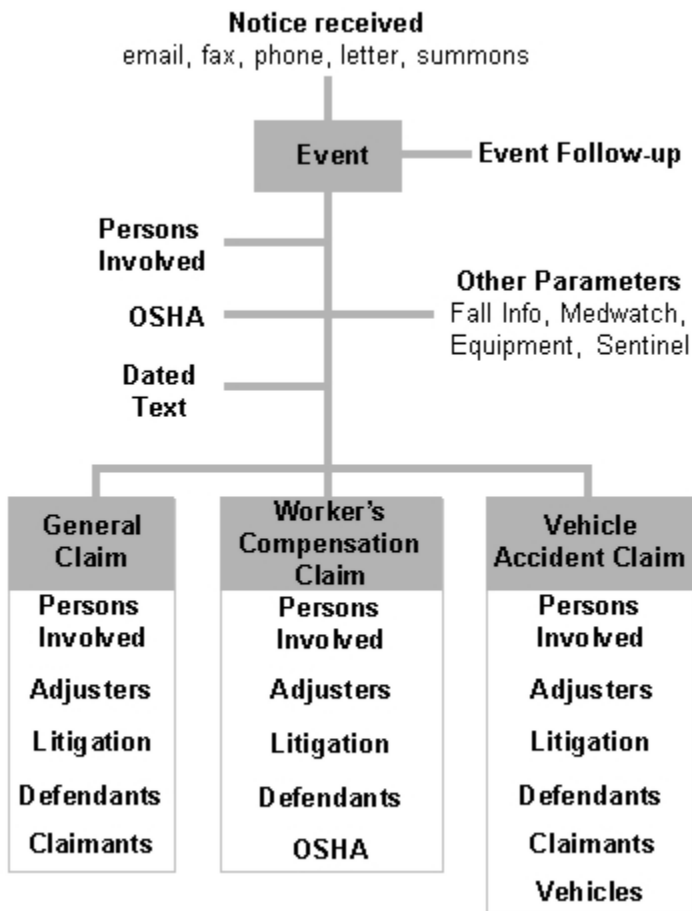 Notice received
email, fax, phone, letter, summons
Event
Event Follow-up
Persons
Involved
Other Parameters
Fall Info, Medwatch,
Equipment, Sentinel
OSHA
Dated
Text
General
Claim
Persons
Involved
Adjusters
Litigation
Defendants
Claimants
Worker's
Compensation
Claim
Persons
Involved
Adjusters
Litigation
Defendants
OSHA
Vehicle
Accident Claim
Persons
Involved
Adjusters
Litigation
Defendants
Claimants
Vehicles